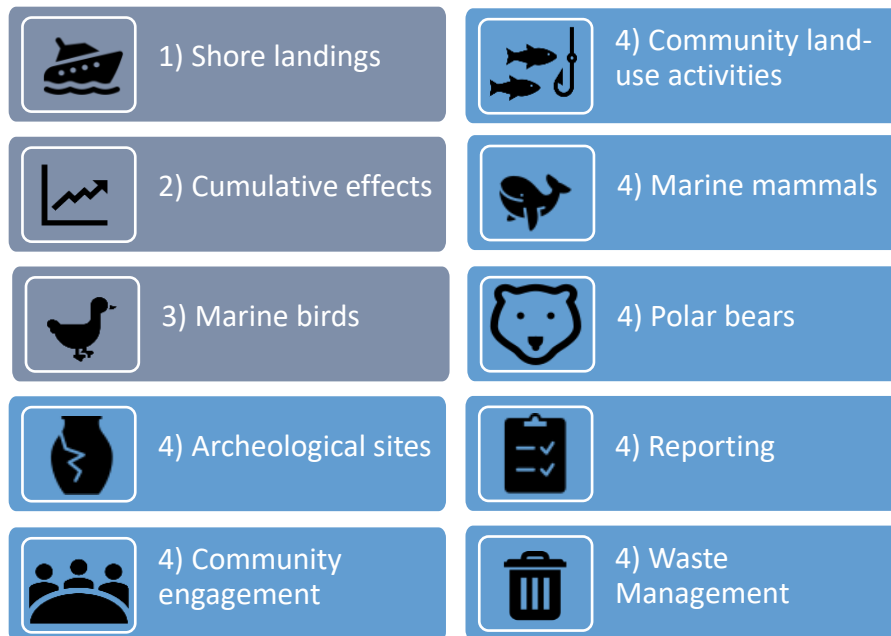 1) Shore landings
2) Cumulative effects
3) Marine birds
4) Archeological sites
4) Community
engagement
4) Community land-
use activities
4) Marine mammals
4) Polar bears
4) Reporting
4) Waste
Management